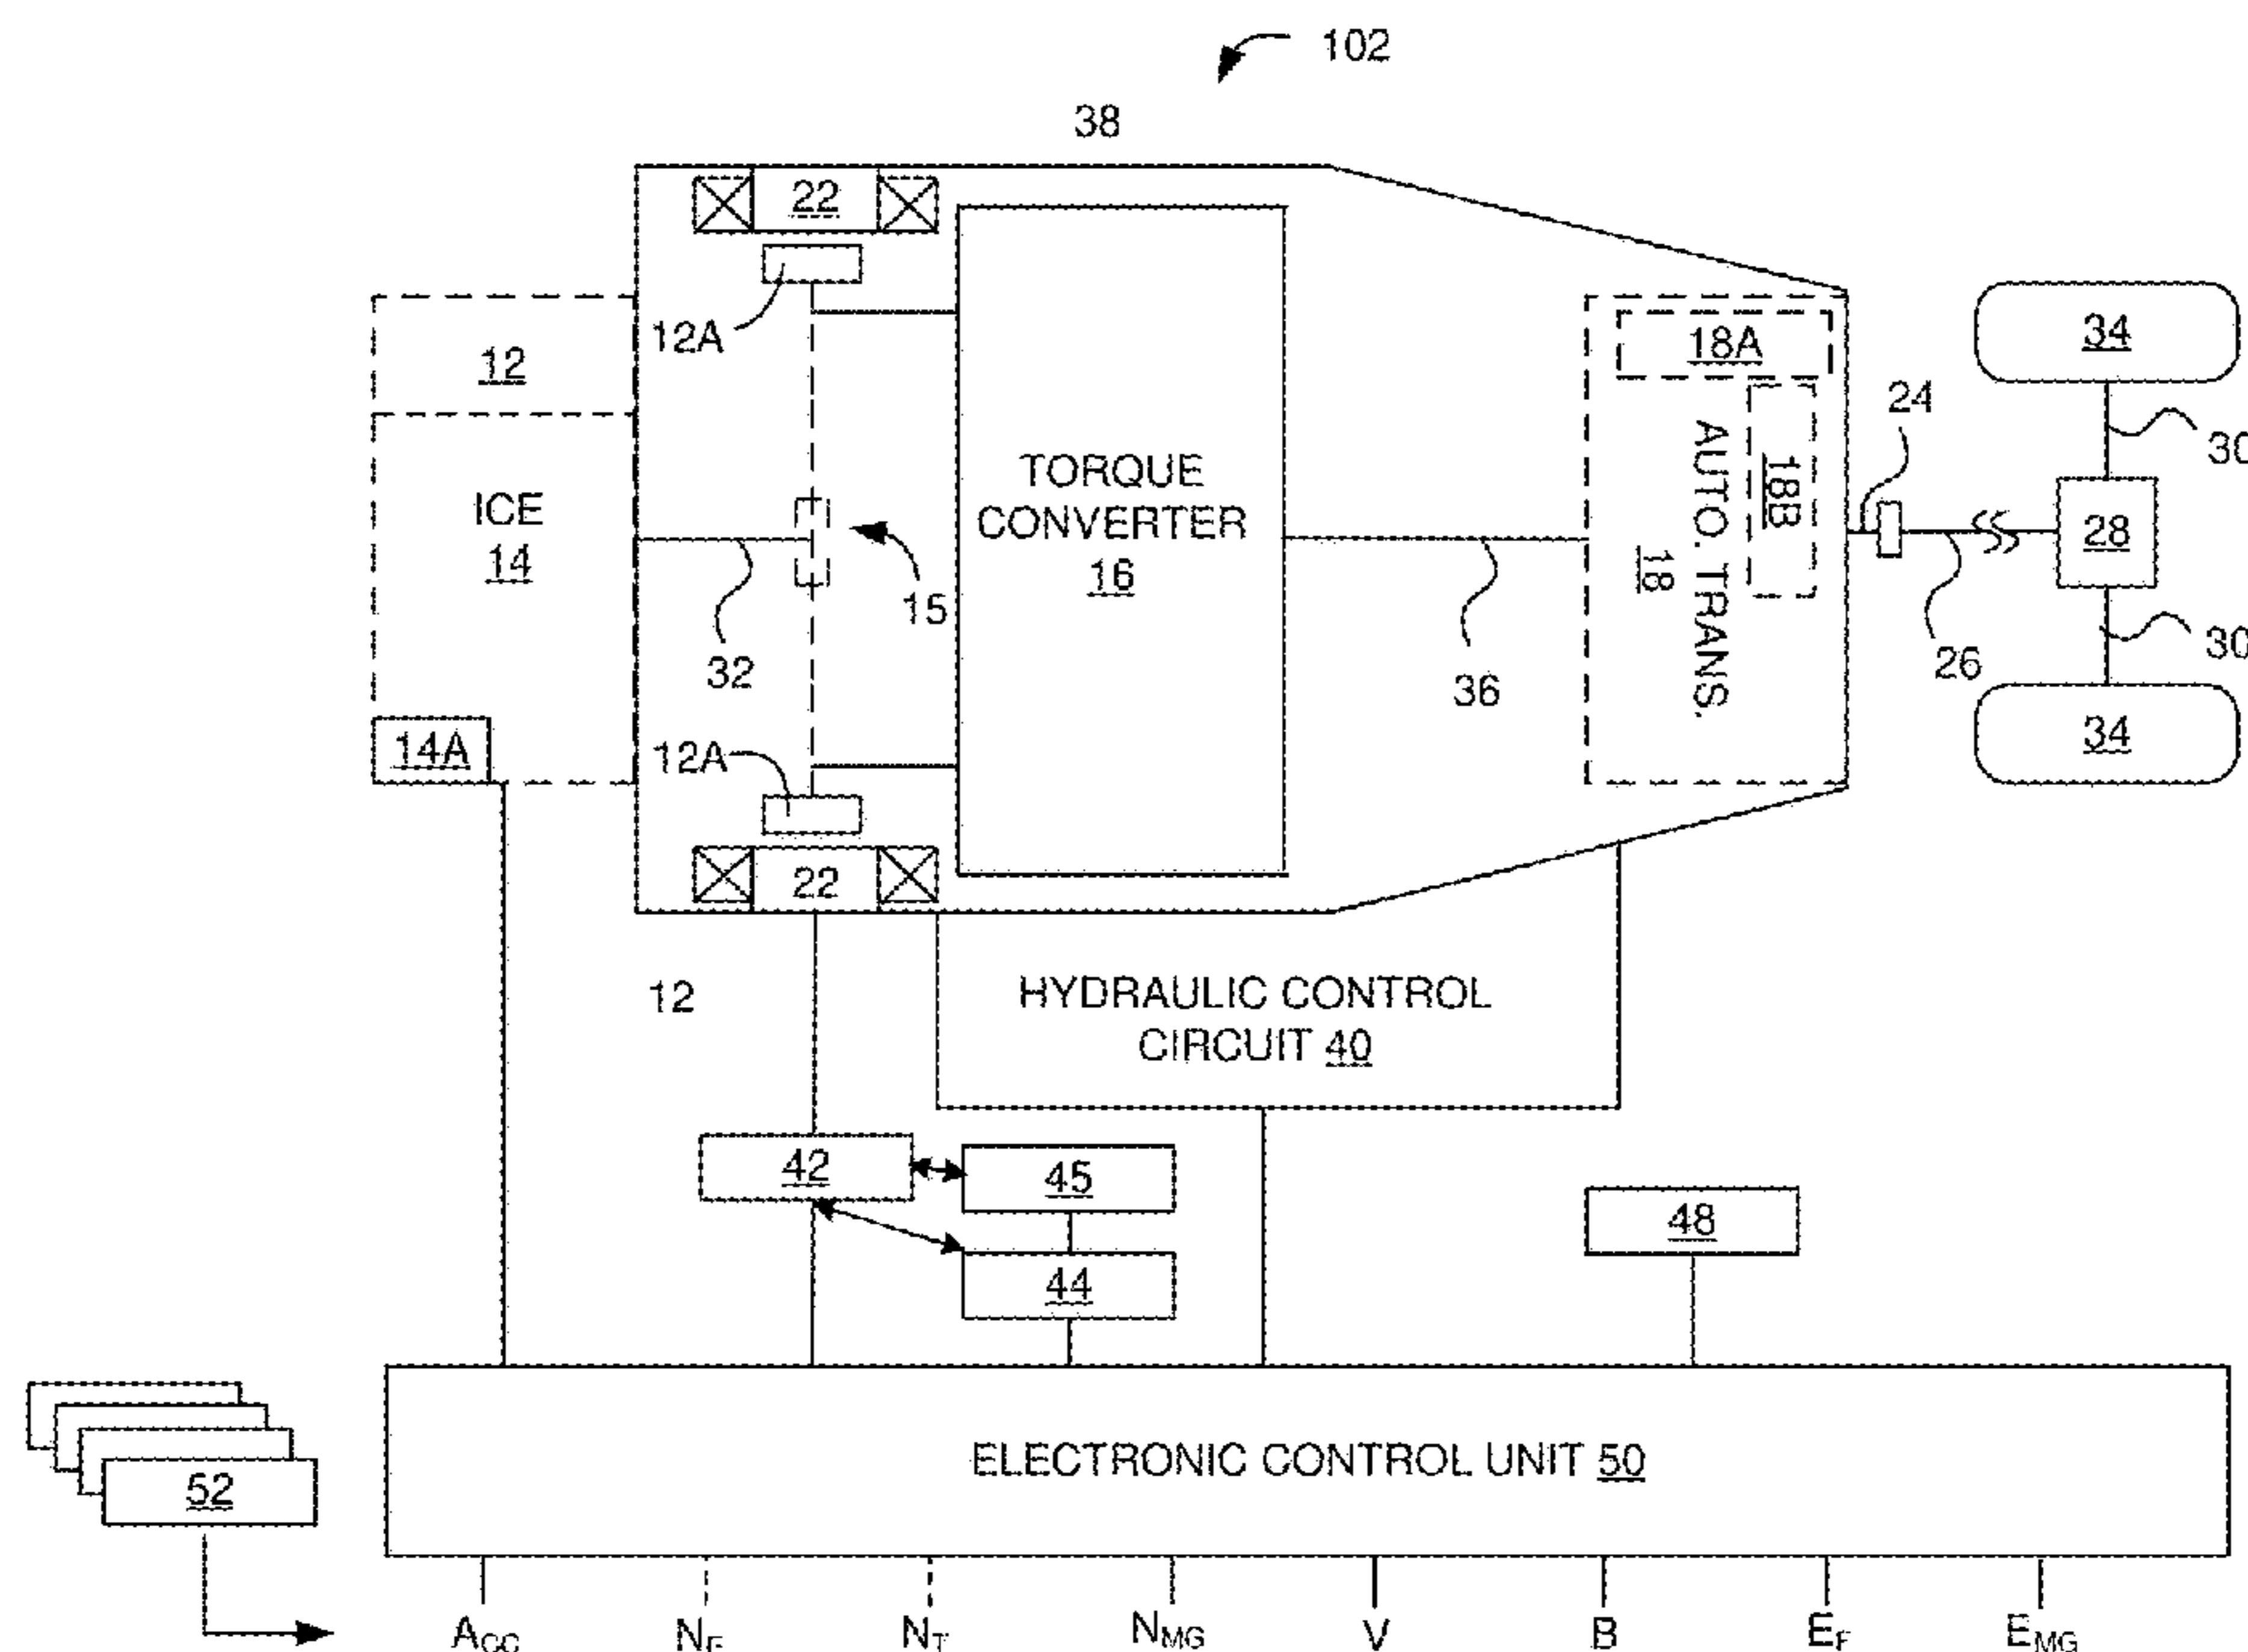 102
38
22
12A
12
18A
34
24
30
ICE
14
TORQUE
CONVERTER
16
15
AUTO. TRANS.
18
18B
28
32
36
26
30
14A
12A
34
22
12
HYDRAULIC CONTROL
CIRCUIT 40
42
45
48
44
ELECTRONIC CONTROL UNIT 50
52
ACC
NE
NT
NMG
V
B
EF
EMG